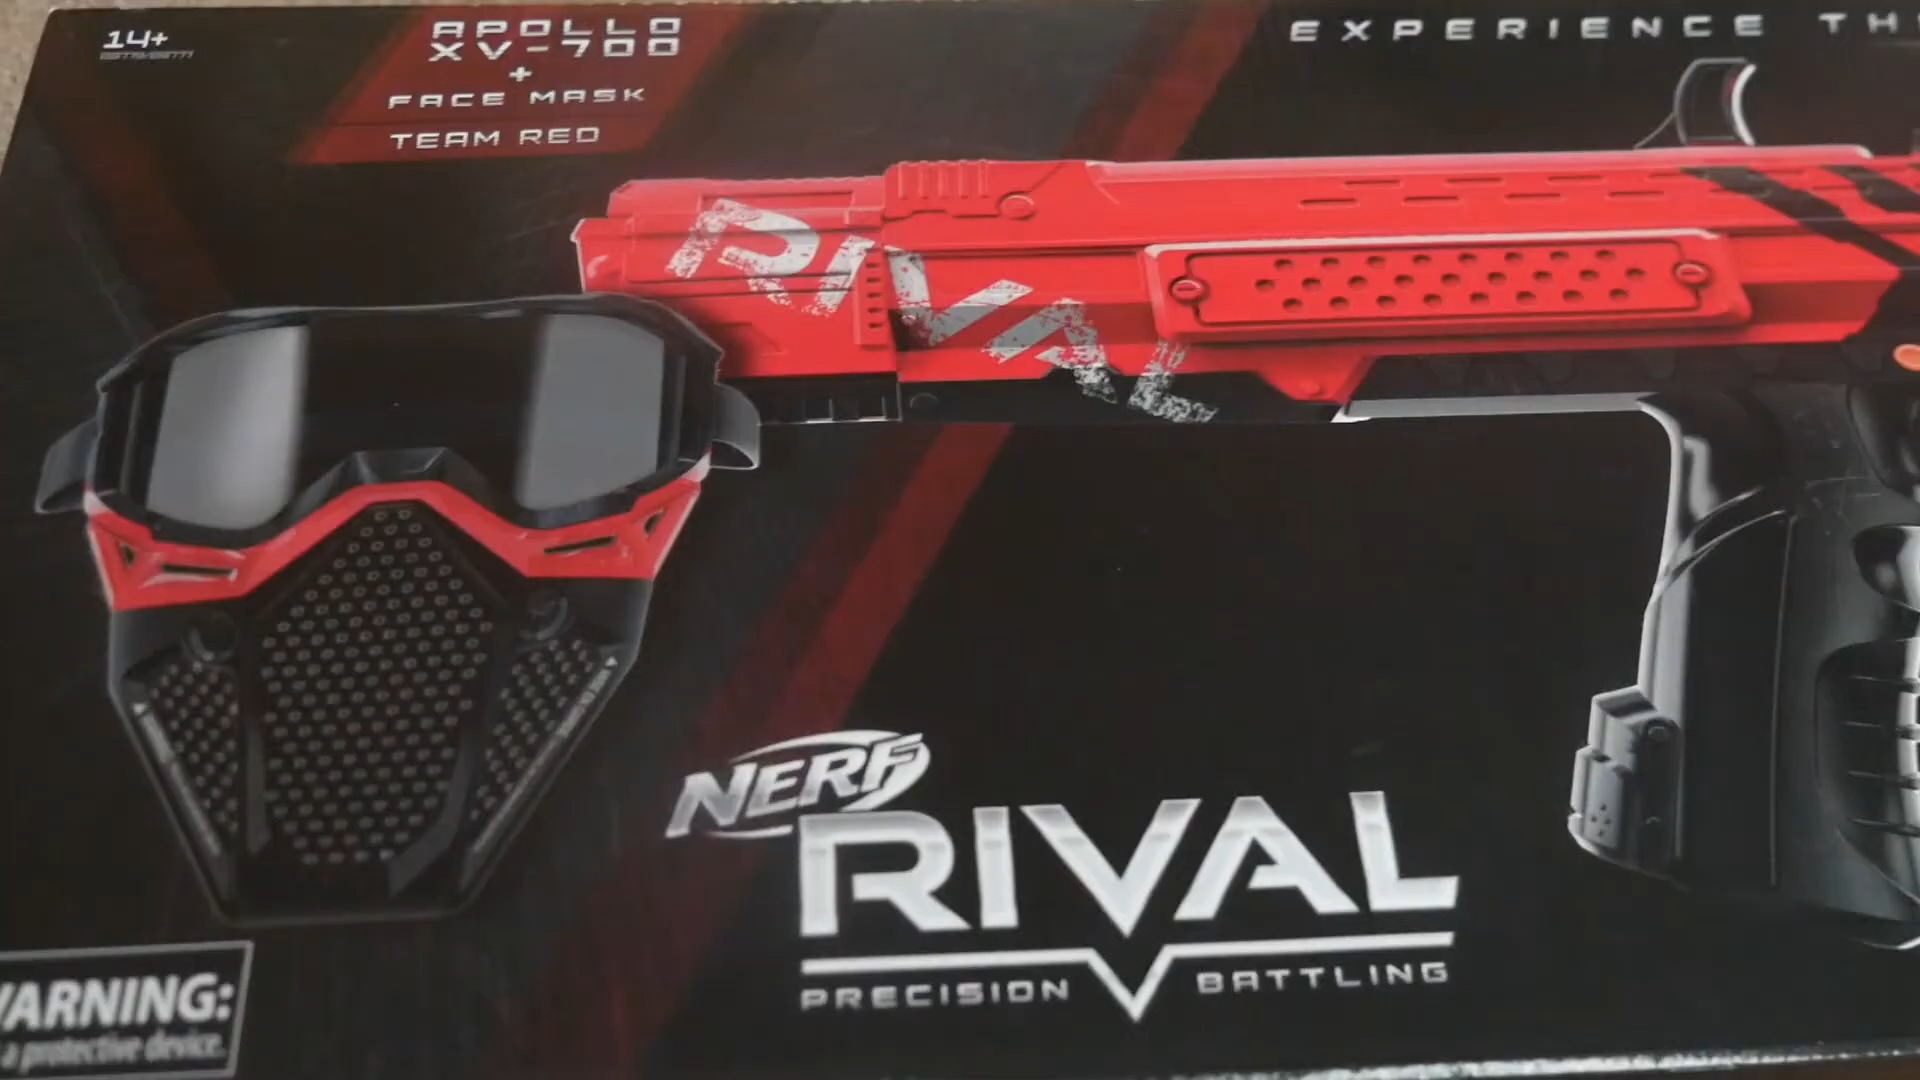 14+
APOLLO
XV-700
+
FACE MASK
TEAM RED
EXPERIENCE TH
RIVAL
NERF
RIVAL
PRECISION BATTLING
WARNING:
a protective device.